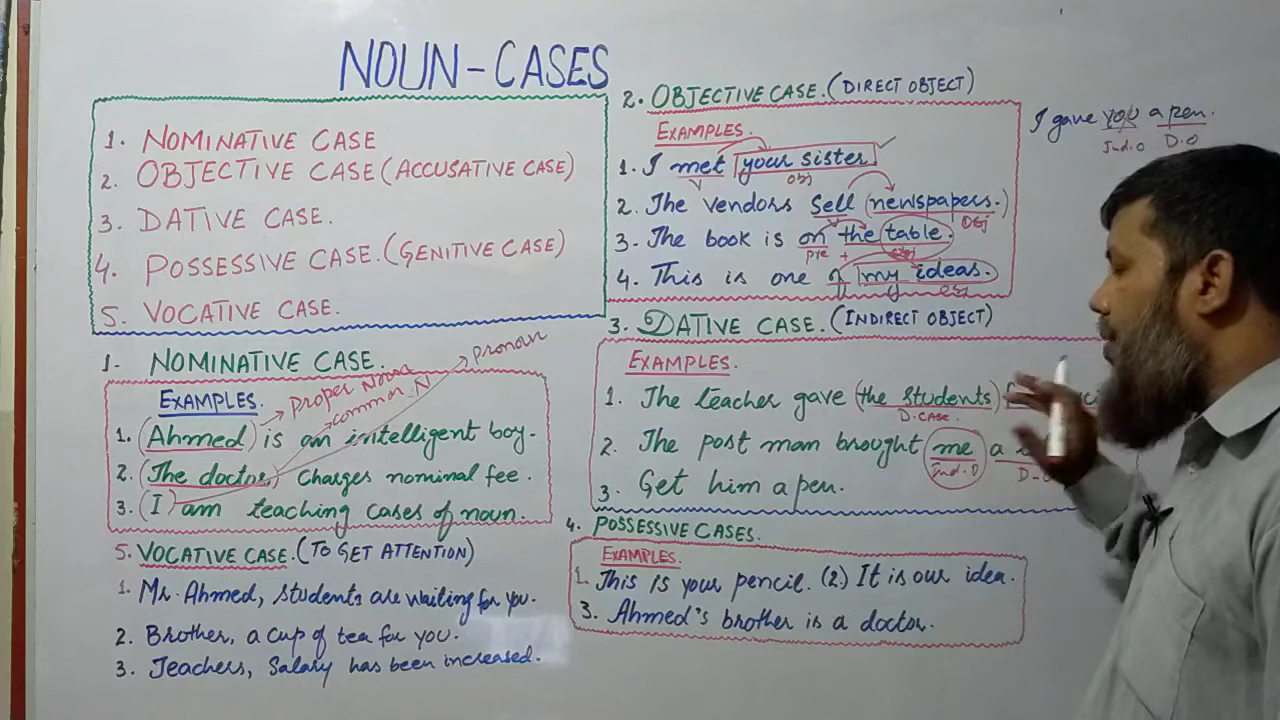 NOUN-CASES
1. NOMINATIVE CASE
2. OBJECTIVE CASE (ACCUSATIVE CASE)
3. DATIVE CASE.
4. POSSESSIVE CASE. (GENITIVE CASE)
5. VOCATIVE CASE.
1- NOMINATIVE CASE.
EXAMPLES.
Proper Noun
common. N
pronoun
1. (Ahmed) is an intelligent boy.
2. (The doctor) Charges nominal fee.
3. (I) am teaching cases of noun.
5. VOCATIVE CASE. (TO GET ATTENTION)
1. Mr. Ahmed, students are waiting for you.
2. Brother, a cup of tea for you.
3. Teachers, Salary has been increased.
2. OBJECTIVE CASE. (DIRECT OBJECT)
EXAMPLES.
1. I met your sister
obj
2. The vendors sell (newspapers.)
obj
3. The book is on the table.
pre + obj
4. This is one of my ideas.
I gave you a pen.
Ind.O D.O
3. DATIVE CASE. (INDIRECT OBJECT)
EXAMPLES.
1. The teacher gave (the students)
D.CASE.
2. The post man brought me a
Ind.O D.O
3. Get him a pen.
4. POSSESSIVE CASES.
EXAMPLES.
1. This is your pencil. (2.) It is our idea.
3. Ahmed's brother is a doctor.